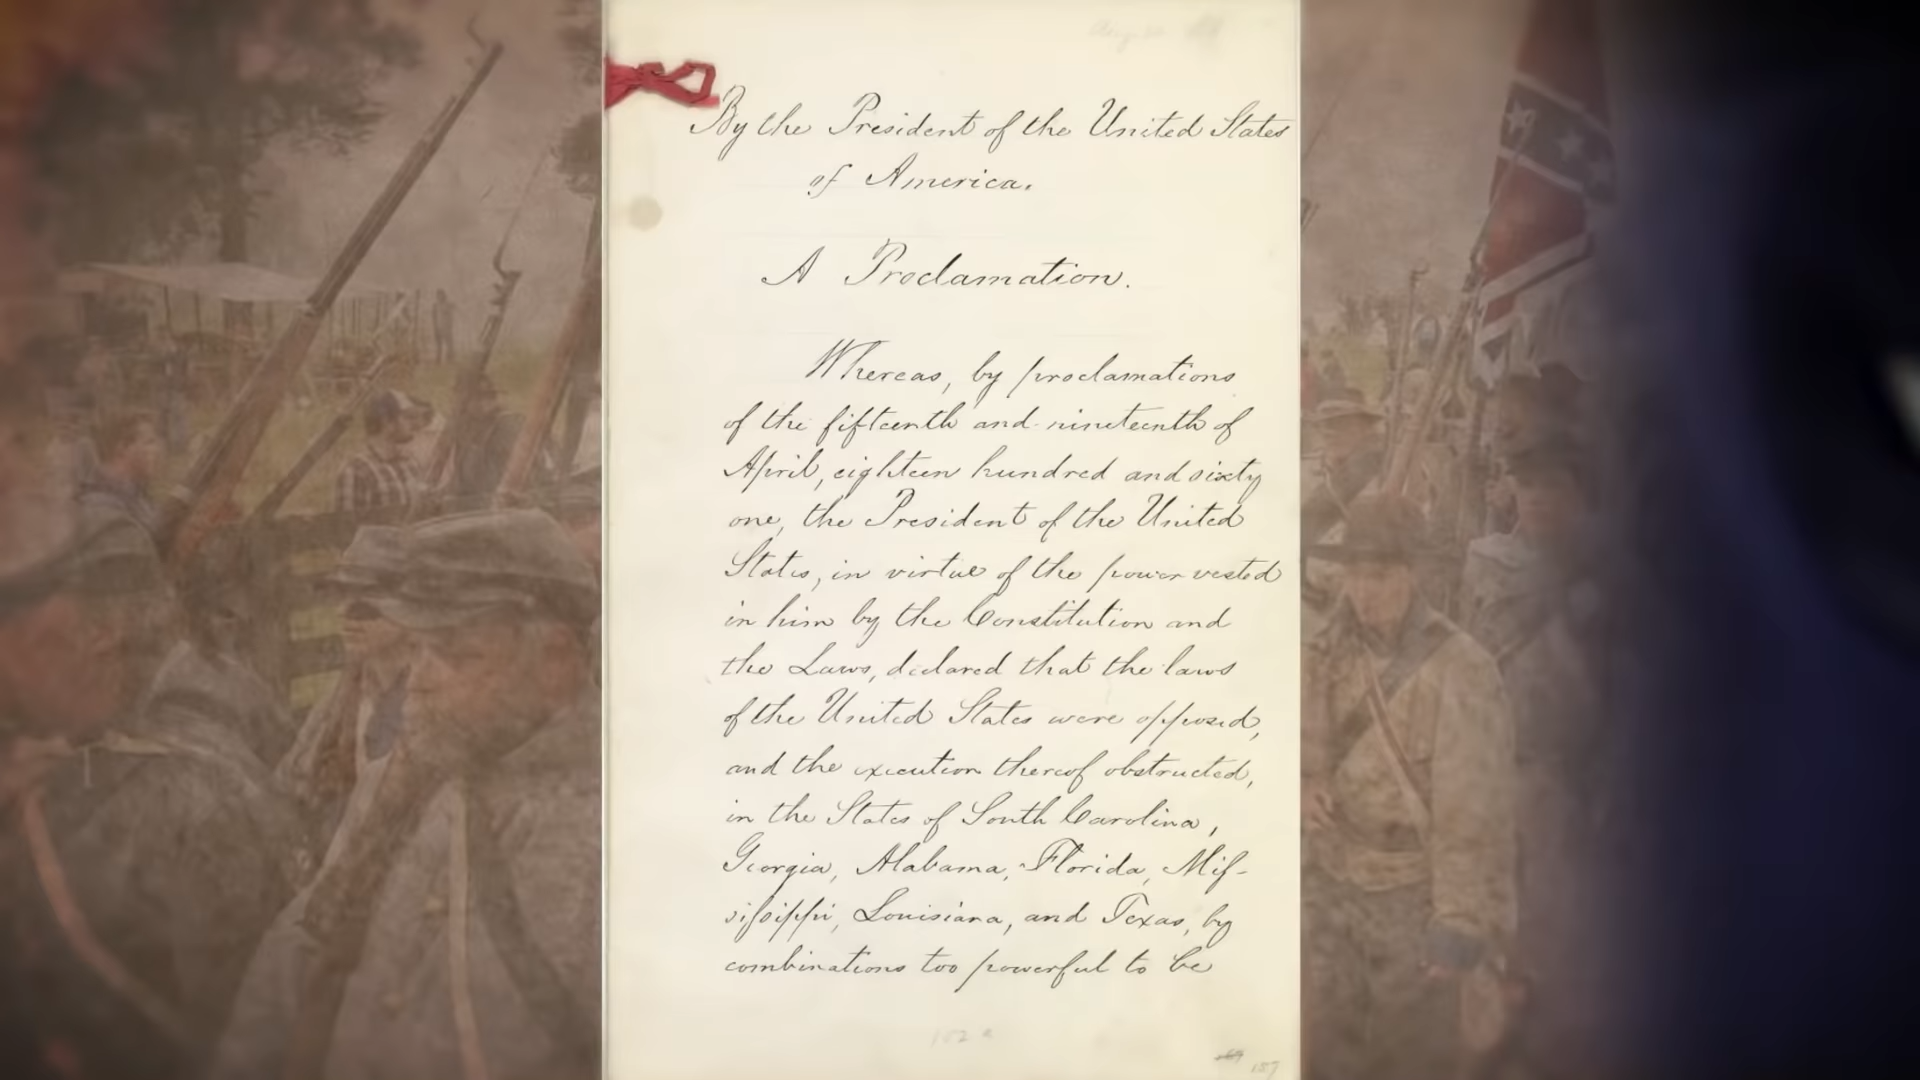 By the President of the United States
of America.
A Proclamation.
Whereas, by proclamations
of the fifteenth and nineteenth of
April, eighteen hundred and sixty
one, the President of the United
States, in virtue of the power vested
in him by the Constitution and
the Laws, declared that the laws
of the United States were opposed,
and the execution thereof obstructed,
in the States of South Carolina,
Georgia, Alabama, Florida, Mis-
sissippi, Louisiana, and Texas, by
combinations too powerful to be
157